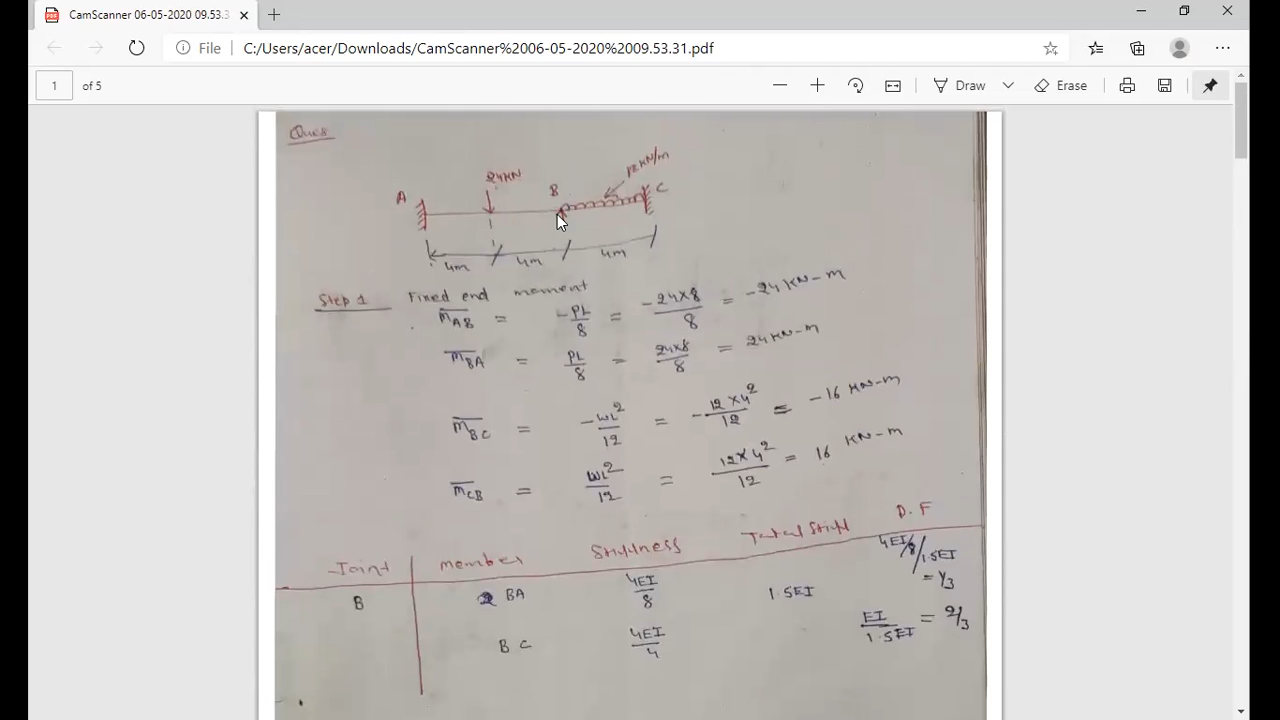 CamScanner 06-05-2020 09.53.3
File C:/Users/acer/Downloads/CamScanner%2006-05-2020%2009.53.31.pdf
1 of 5 Draw Erase
Ques
A 24KN B 12KN/m C
4m 4m 4m
Step 1 Fixed end moment
M̅AB = -PL/8 = -24×8/8 = -24 KN-m
M̅BA = PL/8 = 24×8/8 = 24 KN-m
M̅BC = -WL²/12 = -12×4²/12 = -16 KN-m
M̅CB = WL²/12 = 12×4²/12 = 16 KN-m
Joint member Stiffness Total Stiff D.F
B BA 4EI/8 1.5EI 4EI/8/1.5EI = 1/3
BC 4EI/4 EI/1.5EI = 2/3